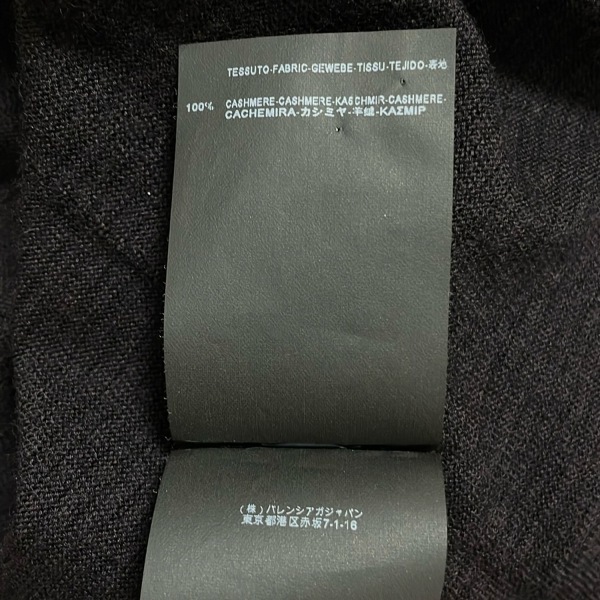 TESSUTO-FABRIC-GEWEBE-TISSU-TEJIDO-表地
100% CASHMERE-CASHMERE-KASCHMIR-CASHMERE-
CACHEMIRA-カシミヤ-羊绒-ΚΑΣΜΙΡ
(株)バレンシアガジャパン
東京都港区赤坂7-1-16